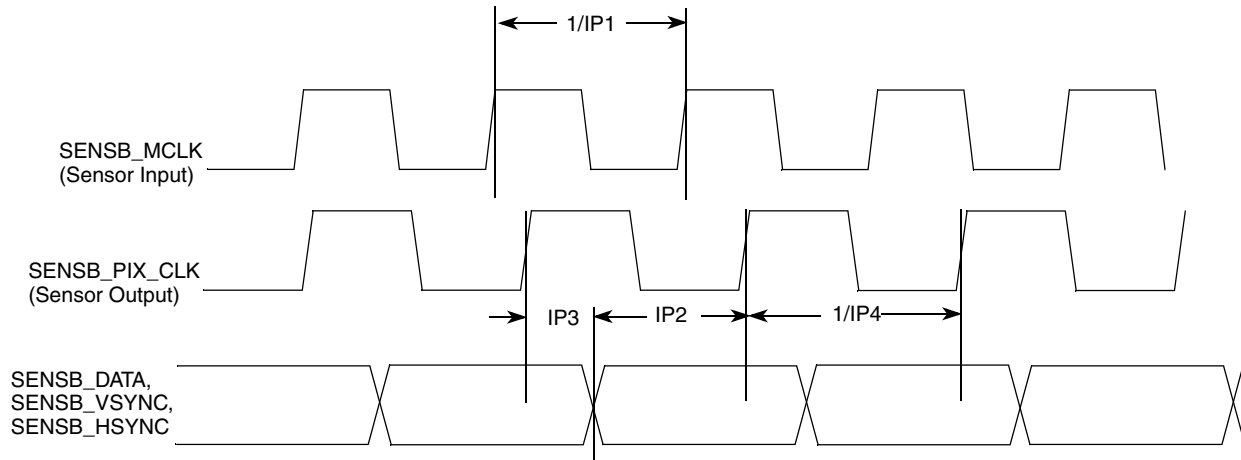 1/IP1
SENSB_MCLK
(Sensor Input)
SENSB_PIX_CLK
(Sensor Output)
IP3
IP2
1/IP4
SENSB_DATA,
SENSB_VSYNC,
SENSB_HSYNC